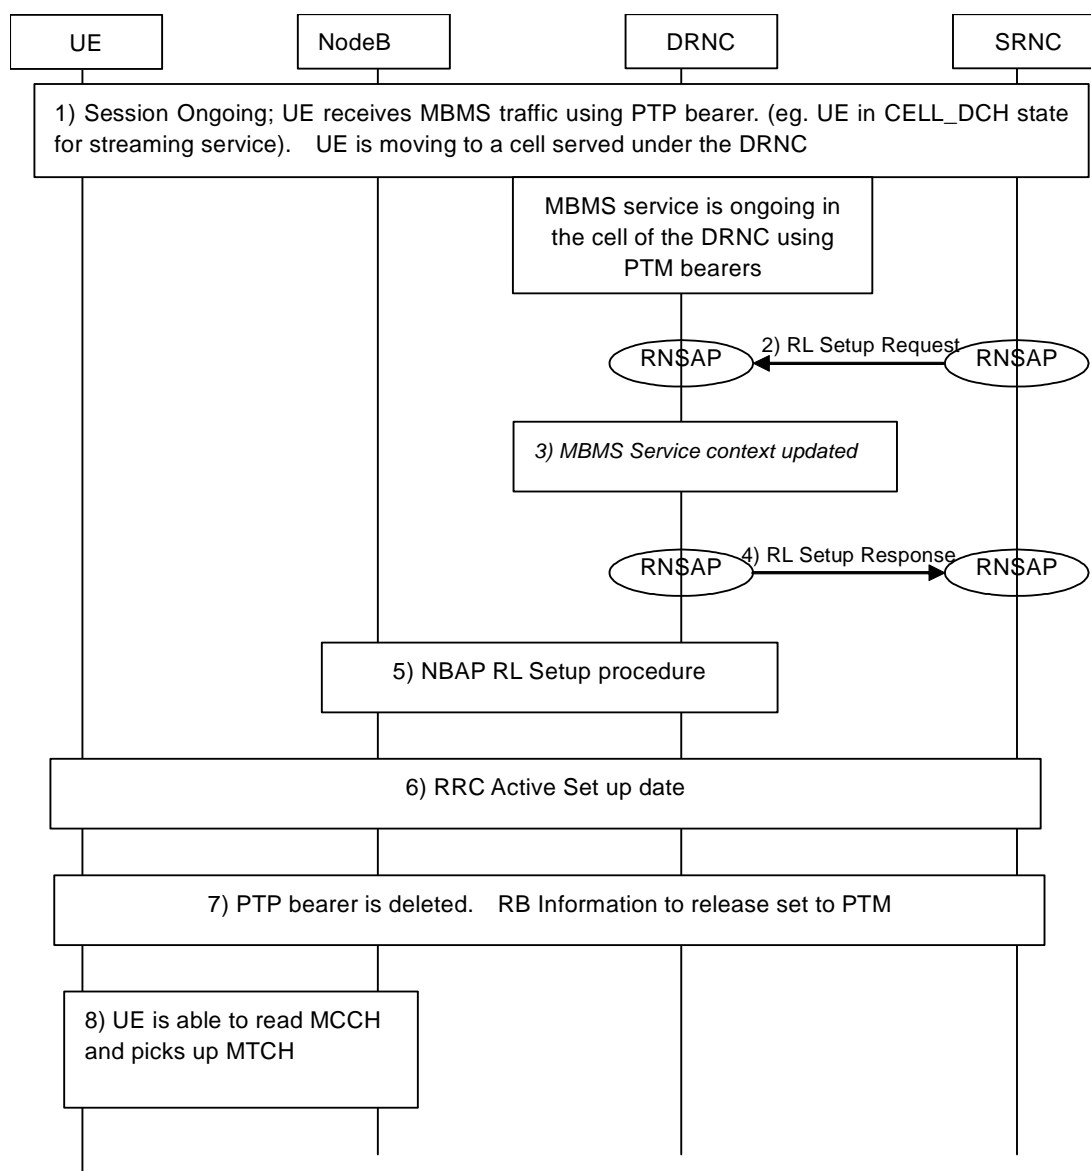 UE
NodeB
DRNC
SRNC
1) Session Ongoing; UE receives MBMS traffic using PTP bearer. (eg. UE in CELL_DCH state
for streaming service). UE is moving to a cell served under the DRNC
MBMS service is ongoing in
the cell of the DRNC using
PTM bearers
RNSAP
2) RL Setup Request
RNSAP
3) MBMS Service context updated
RNSAP
4) RL Setup Response
RNSAP
5) NBAP RL Setup procedure
6) RRC Active Set up date
7) PTP bearer is deleted. RB Information to release set to PTM
8) UE is able to read MCCH
and picks up MTCH